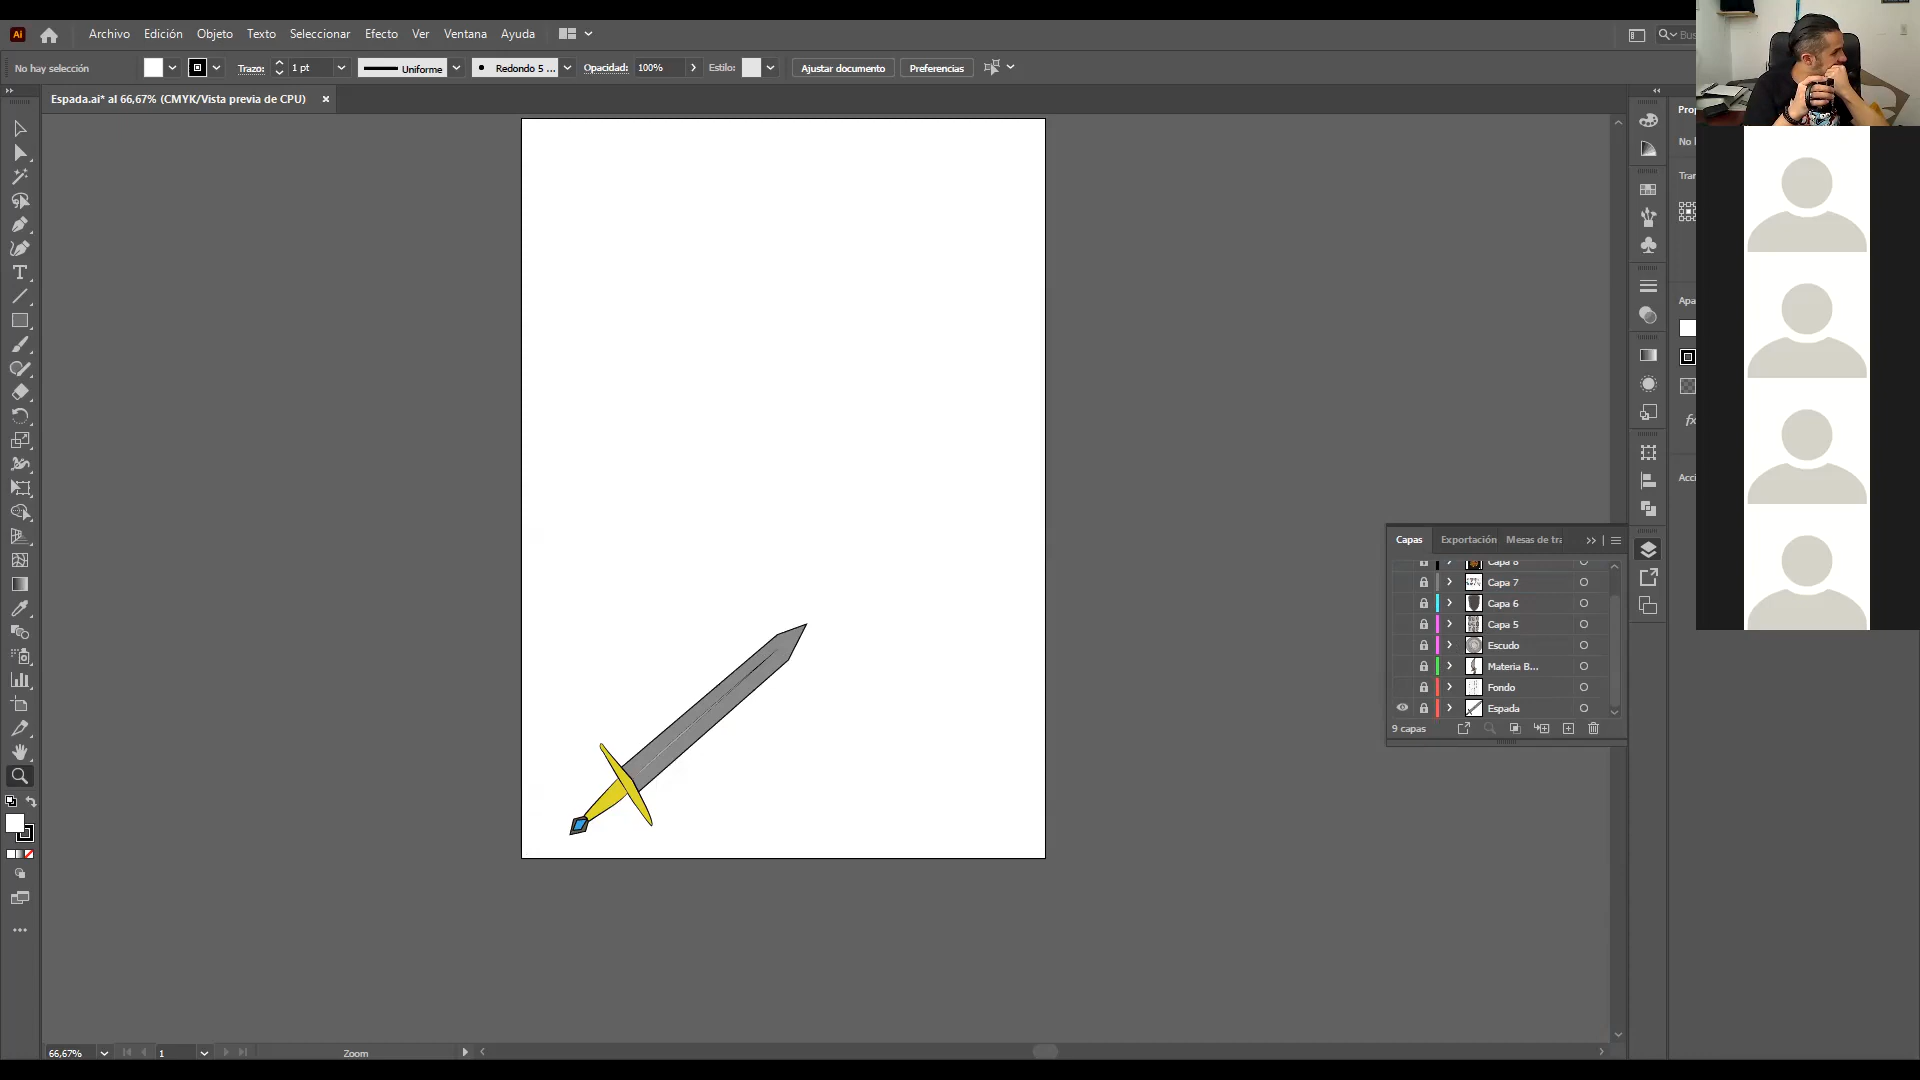 Ai Archivo Edición Objeto Texto Seleccionar Efecto Ver Ventana Ayuda
No hay selección Trazo: 1 pt Uniforme Redondo 5 ... Opacidad: 100% Estilo: Ajustar documento Preferencias
Espada.ai* al 66,67% (CMYK/Vista previa de CPU)
Capas Exportación Mesas de tra
Capa 8
Capa 7
Capa 6
Capa 5
Escudo
Materia B...
Fondo
Espada
9 capas
66,67% 1 Zoom